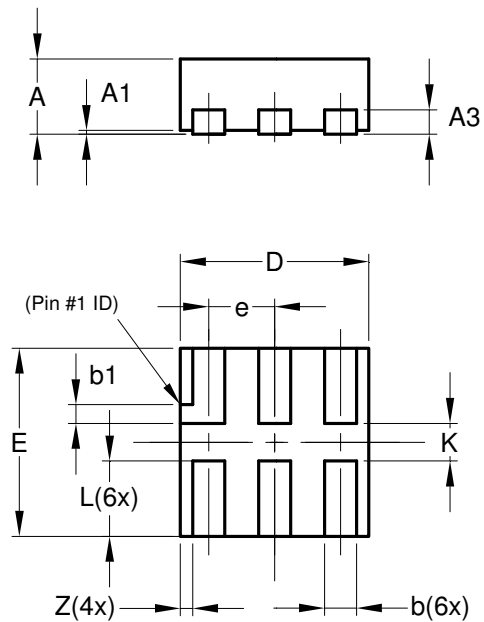 A
A1
A3
D
(Pin #1 ID)
e
b1
E
K
L(6x)
Z(4x)
b(6x)